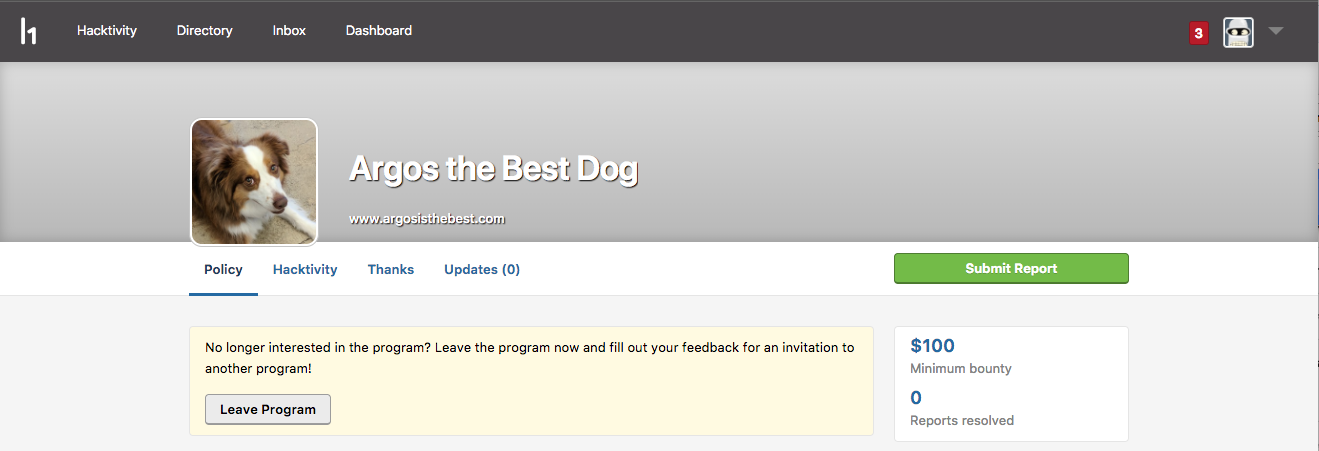 h1 Hacktivity Directory Inbox Dashboard 3
Argos the Best Dog
www.argosisthebest.com
Policy Hacktivity Thanks Updates (0) Submit Report
No longer interested in the program? Leave the program now and fill out your feedback for an invitation to
another program!
Leave Program
$100
Minimum bounty
0
Reports resolved